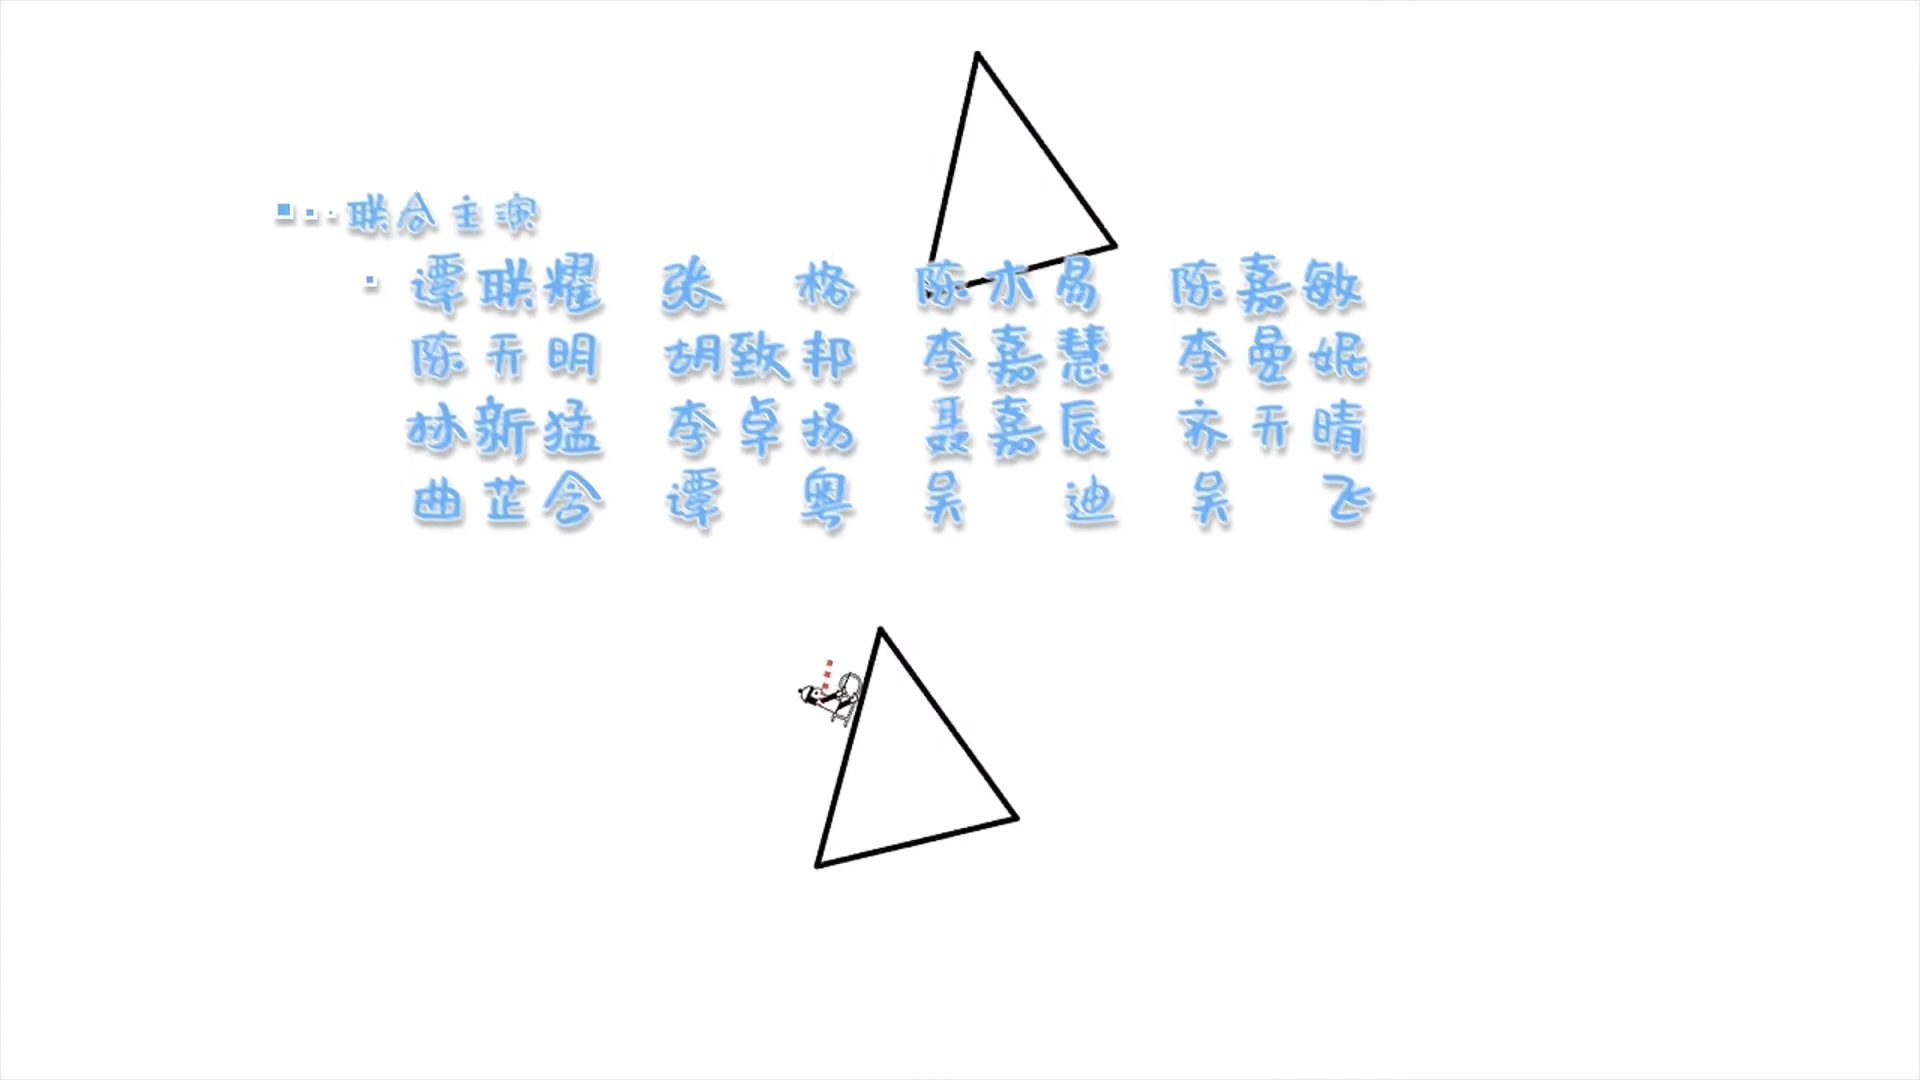 联合主演
谭联耀 张格 陈木易 陈嘉敏
陈天明 胡致邦 李嘉慧 李曼妮
林新猛 李卓扬 聂嘉辰 齐天晴
曲芷含 谭粤 吴迪 吴飞